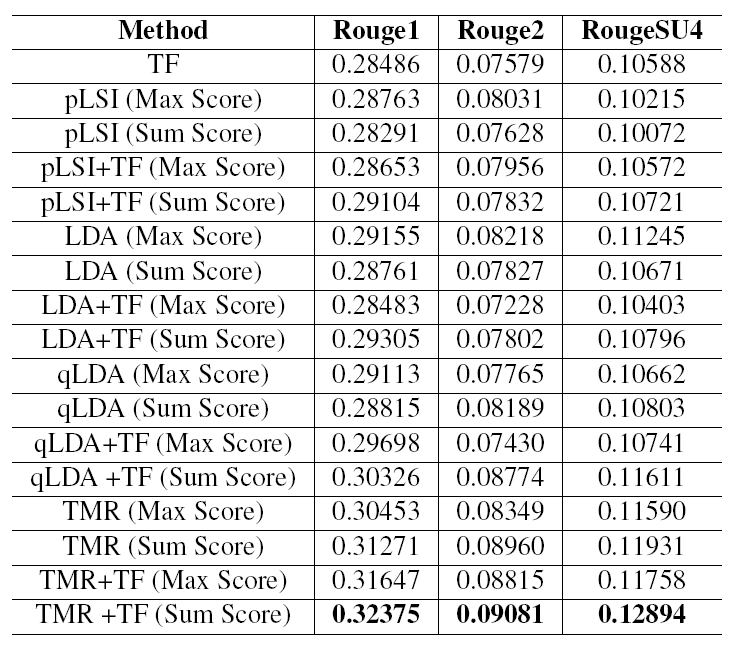 Method Rouge1 Rouge2 RougeSU4
TF 0.28486 0.07579 0.10588
pLSI (Max Score) 0.28763 0.08031 0.10215
pLSI (Sum Score) 0.28291 0.07628 0.10072
pLSI+TF (Max Score) 0.28653 0.07956 0.10572
pLSI+TF (Sum Score) 0.29104 0.07832 0.10721
LDA (Max Score) 0.29155 0.08218 0.11245
LDA (Sum Score) 0.28761 0.07827 0.10671
LDA+TF (Max Score) 0.28483 0.07228 0.10403
LDA+TF (Sum Score) 0.29305 0.07802 0.10796
qLDA (Max Score) 0.29113 0.07765 0.10662
qLDA (Sum Score) 0.28815 0.08189 0.10803
qLDA+TF (Max Score) 0.29698 0.07430 0.10741
qLDA +TF (Sum Score) 0.30326 0.08774 0.11611
TMR (Max Score) 0.30453 0.08349 0.11590
TMR (Sum Score) 0.31271 0.08960 0.11931
TMR+TF (Max Score) 0.31647 0.08815 0.11758
TMR +TF (Sum Score) 0.32375 0.09081 0.12894